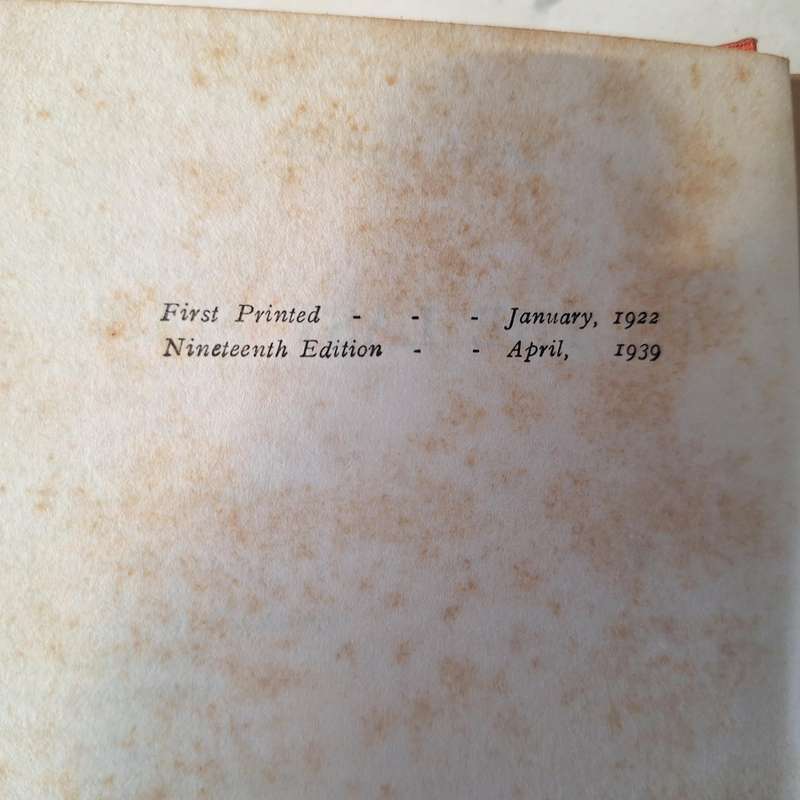 First Printed - - - January, 1922
Nineteenth Edition - - April, 1939